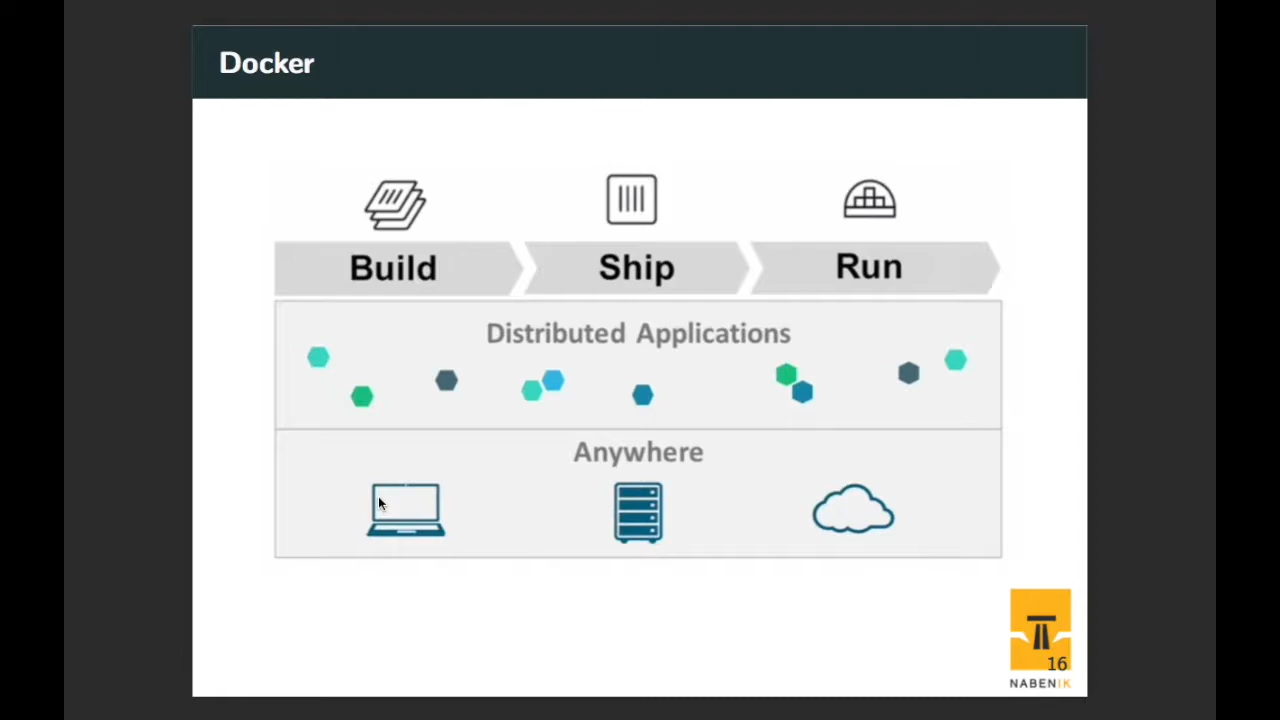 Docker
Build
Ship
Run
Distributed Applications
Anywhere
16
NABENIK